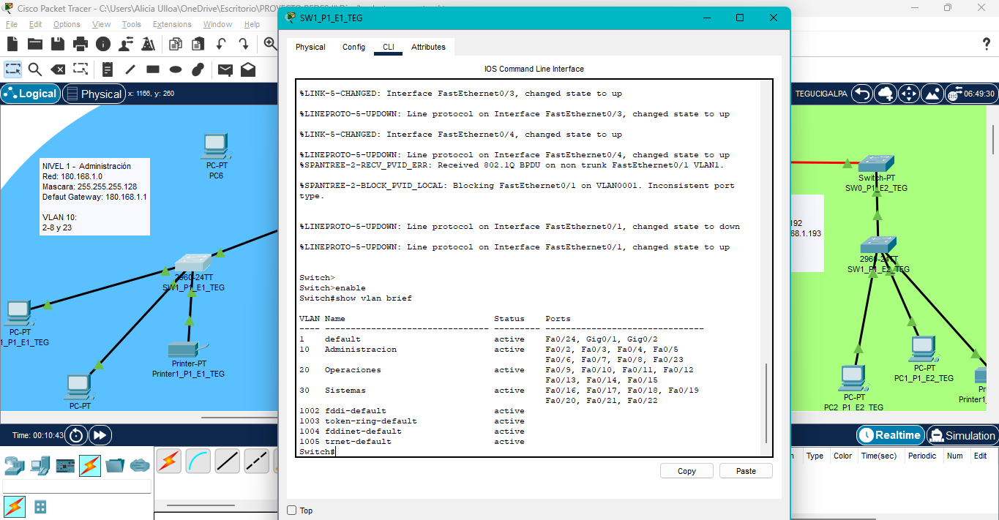 Cisco Packet Tracer - C:\Users\Alicia Ulloa\OneDrive\Escritorio\PROYECTO REDES
File Edit Options View Tools Extensions Window Help
Logical Physical x: 1166, y: 260
NIVEL 1 - Administración
Red: 180.168.1.0
Mascara: 255.255.255.128
Defaut Gateway: 180.168.1.1
VLAN 10:
2-8 y 23
PC-PT
PC6
2960-24TT
SW1_P1_E1_TEG
PC-PT
1_P1_E1_TEG
Printer-PT
Printer1_P1_E1_TEG
PC-PT
Time: 00:10:43
SW1_P1_E1_TEG
Physical Config CLI Attributes
IOS Command Line Interface
%LINK-5-CHANGED: Interface FastEthernet0/3, changed state to up
%LINEPROTO-5-UPDOWN: Line protocol on Interface FastEthernet0/3, changed state to up
%LINK-5-CHANGED: Interface FastEthernet0/4, changed state to up
%LINEPROTO-5-UPDOWN: Line protocol on Interface FastEthernet0/4, changed state to up
%SPANTREE-2-RECV_PVID_ERR: Received 802.1Q BPDU on non trunk FastEthernet0/1 VLAN1.
%SPANTREE-2-BLOCK_PVID_LOCAL: Blocking FastEthernet0/1 on VLAN0001. Inconsistent port
type.
%LINEPROTO-5-UPDOWN: Line protocol on Interface FastEthernet0/1, changed state to down
%LINEPROTO-5-UPDOWN: Line protocol on Interface FastEthernet0/1, changed state to up
Switch>
Switch>enable
Switch#show vlan brief
VLAN Name Status Ports
---- -------------------------------- --------- -------------------------------
1 default active Fa0/24, Gig0/1, Gig0/2
10 Administracion active Fa0/2, Fa0/3, Fa0/4, Fa0/5
Fa0/6, Fa0/7, Fa0/8, Fa0/23
20 Operaciones active Fa0/9, Fa0/10, Fa0/11, Fa0/12
Fa0/13, Fa0/14, Fa0/15
30 Sistemas active Fa0/16, Fa0/17, Fa0/18, Fa0/19
Fa0/20, Fa0/21, Fa0/22
1002 fddi-default active
1003 token-ring-default active
1004 fddinet-default active
1005 trnet-default active
Switch#
Copy Paste
Top
TEGUCIGALPA 06:49:30
Switch-PT
SW0_P1_E2_TEG
192
68.1.193
2960-24TT
SW1_P1_E2_TEG
PC-PT
PC1_P1_E2_TEG
PC-PT
PC2_P1_E2_TEG
Pr
Printer1_
Realtime Simulation
n Type Color Time(sec) Periodic Num Edit